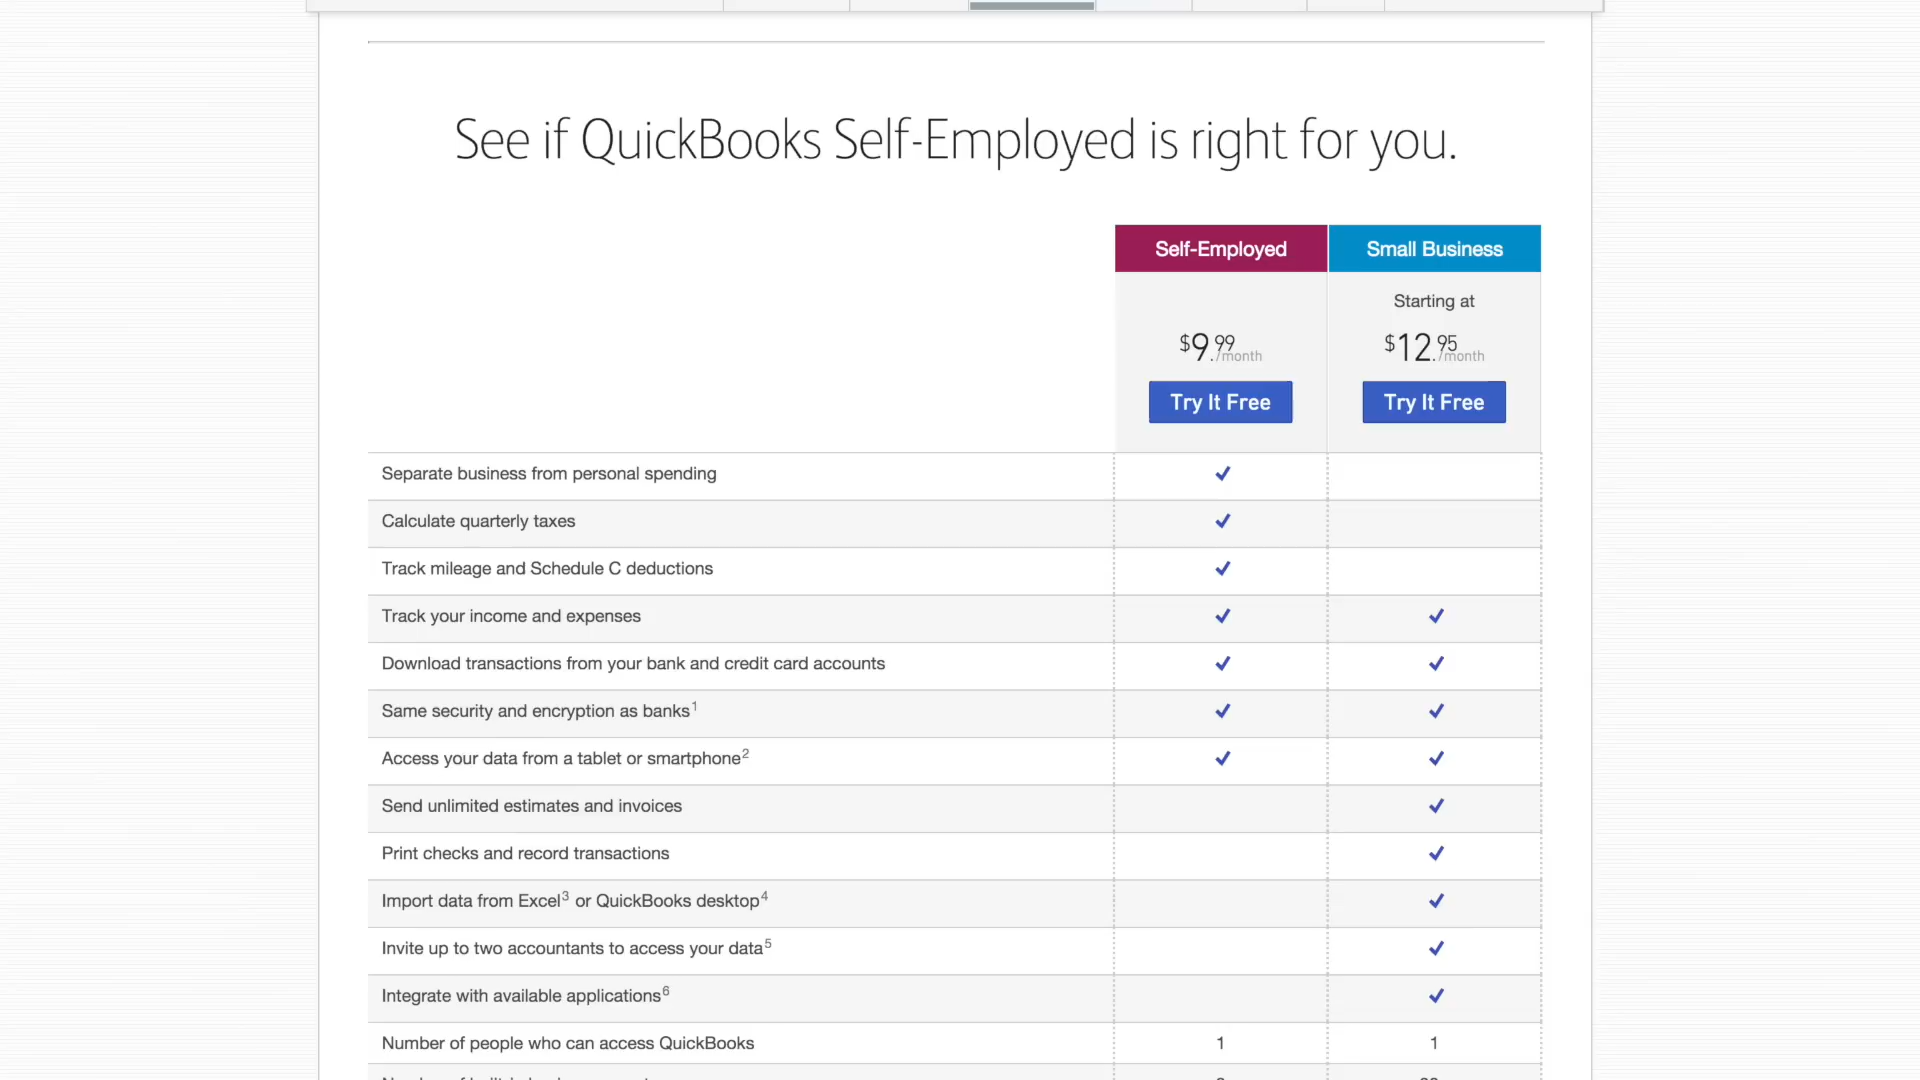 See if QuickBooks Self-Employed is right for you.
Self-Employed Small Business
Starting at
$9.99/month $12.95/month
Try It Free Try It Free
Separate business from personal spending ✔
Calculate quarterly taxes ✔
Track mileage and Schedule C deductions ✔
Track your income and expenses ✔ ✔
Download transactions from your bank and credit card accounts ✔ ✔
Same security and encryption as banks1 ✔ ✔
Access your data from a tablet or smartphone2 ✔ ✔
Send unlimited estimates and invoices ✔
Print checks and record transactions ✔
Import data from Excel3 or QuickBooks desktop4 ✔
Invite up to two accountants to access your data5 ✔
Integrate with available applications6 ✔
Number of people who can access QuickBooks 1 1